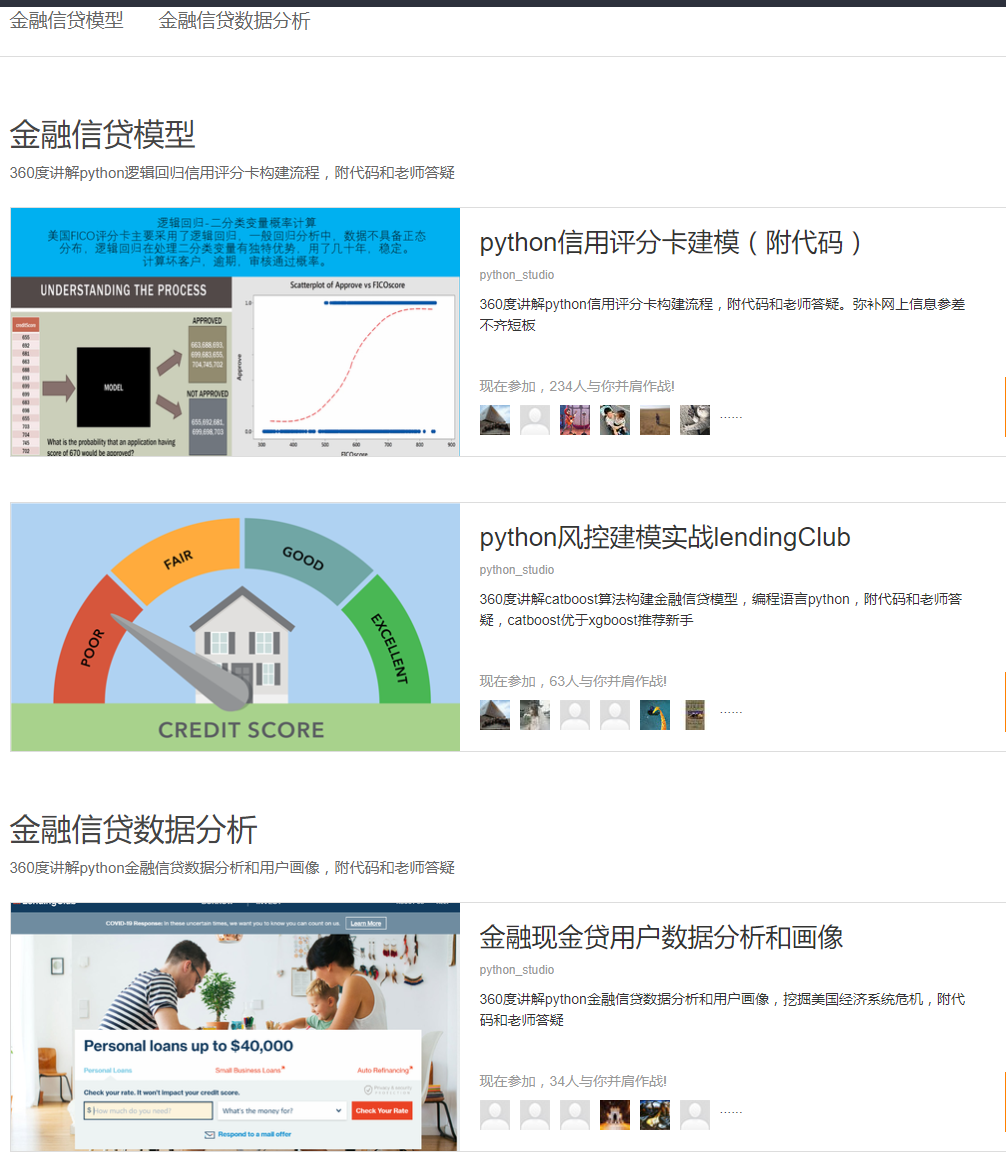 金融信贷模型 金融信贷数据分析
金融信贷模型
360度讲解python逻辑回归信用评分卡构建流程，附代码和老师答疑
逻辑回归-二分类变量概率计算
美国FICO评分卡主要采用了逻辑回归，一般回归分析中，数据不具备正态
分布，逻辑回归在处理二分类变量有独特优势，用了几十年，稳定。
计算坏客户，逾期，审核通过概率。
UNDERSTANDING THE PROCESS
Scatterplot of Approve vs FICOscore
APPROVED
663,688,693,
699,683,655,
704,745,702
MODEL
NOT APPROVED
655,692,681,
699,698,703
655
692
681
663
688
693
699
699
683
698
655
703
704
745
702
What is the probability that an application having
score of 670 would be approved?
1.0
Approve
0.0
300 400 500 600 700 800 900
FICOscore
python信用评分卡建模（附代码）
python_studio
360度讲解python信用评分卡构建流程，附代码和老师答疑。弥补网上信息参差
不齐短板
现在参加，234人与你并肩作战!
......
POOR
FAIR
GOOD
EXCELLENT
CREDIT SCORE
python风控建模实战lendingClub
python_studio
360度讲解catboost算法构建金融信贷模型，编程语言python，附代码和老师答
疑，catboost优于xgboost推荐新手
现在参加，63人与你并肩作战!
......
金融信贷数据分析
360度讲解python金融信贷数据分析和用户画像，附代码和老师答疑
COVID-19 Response: In these uncertain times, we want you to know you can count on us. Learn More
Personal loans up to $40,000
Personal Loans Small Business Loans Auto Refinancing
Check your rate. It won't impact your credit score.
$ How much do you need? What's the money for? Check Your Rate
Respond to a mail offer
金融现金贷用户数据分析和画像
python_studio
360度讲解python金融信贷数据分析和用户画像，挖掘美国经济系统危机，附代
码和老师答疑
现在参加，34人与你并肩作战!
......